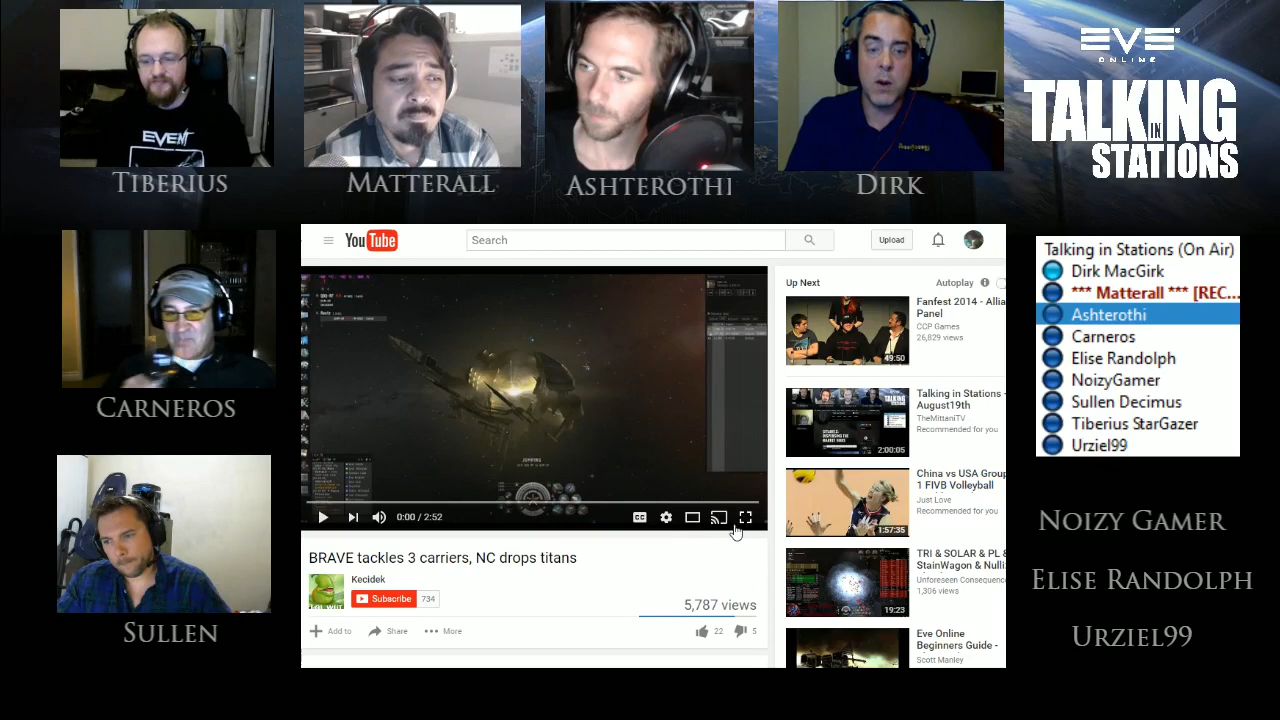 TIBERIUS
MATTERALL
ASHTEROTHI
DIRK
EVE
ONLINE
TALKING
IN
STATIONS
EVE
CARNEROS
SULLEN
YouTube
Search
Upload
0:00 / 2:52
BRAVE tackles 3 carriers, NC drops titans
Kecidek
Subscribe 734
5,787 views
Add to Share More
22 5
Up Next
Autoplay
Fanfest 2014 - Allia
Panel
CCP Games
26,829 views
49:50
Talking in Stations -
August19th
TheMittaniTV
Recommended for you
2:00:05
China vs USA Group
1 FIVB Volleyball
Just Love
Recommended for you
1:57:35
TRI & SOLAR & PL &
StainWagon & Nulli
Unforeseen Consequenc
1,306 views
19:23
Eve Online
Beginners Guide -
Scott Manley
Talking in Stations (On Air)
Dirk MacGirk
*** Matterall *** [REC...
Ashterothi
Carneros
Elise Randolph
NoizyGamer
Sullen Decimus
Tiberius StarGazer
Urziel99
NOIZY GAMER
ELISE RANDOLPH
URZIEL99